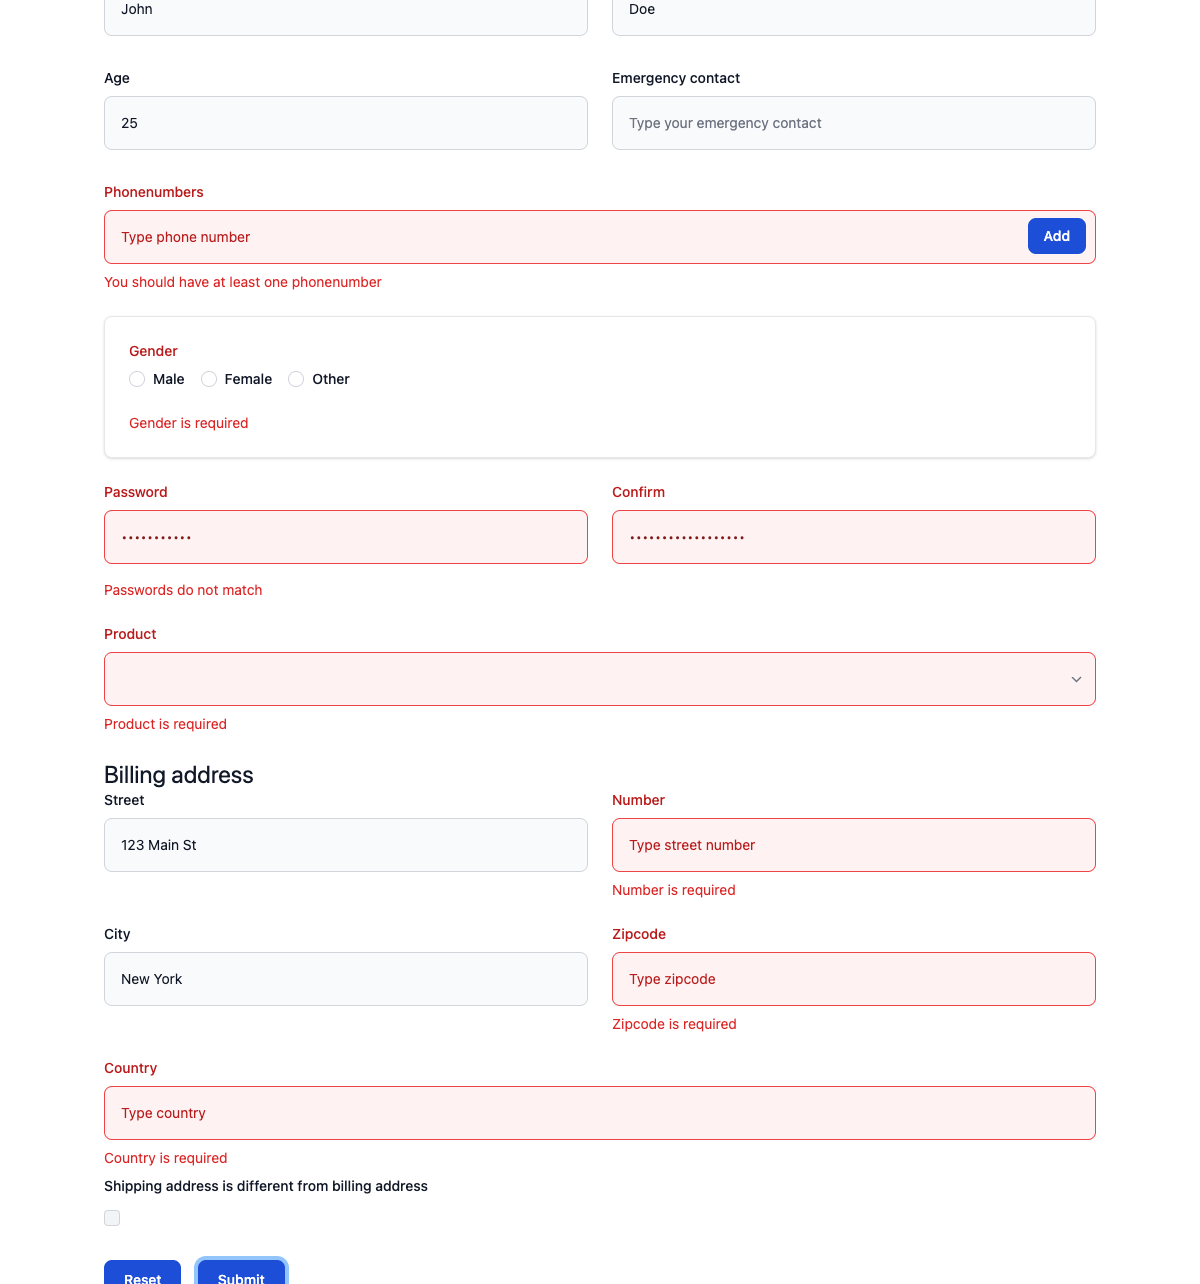 John
Doe
Age
Emergency contact
25
Type your emergency contact
Phonenumbers
Type phone number
Add
You should have at least one phonenumber
Gender
Male
Female
Other
Gender is required
Password
Confirm
•••••••••••
••••••••••••••••••
Passwords do not match
Product
Product is required
Billing address
Street
Number
123 Main St
Type street number
Number is required
City
Zipcode
New York
Type zipcode
Zipcode is required
Country
Type country
Country is required
Shipping address is different from billing address
Reset
Submit